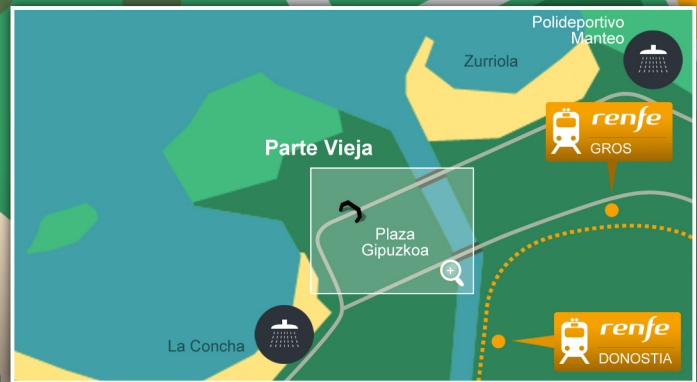 Polideportivo
Manteo
Zurriola
renfe
GROS
Parte Vieja
Plaza
Gipuzkoa
La Concha
renfe
DONOSTIA